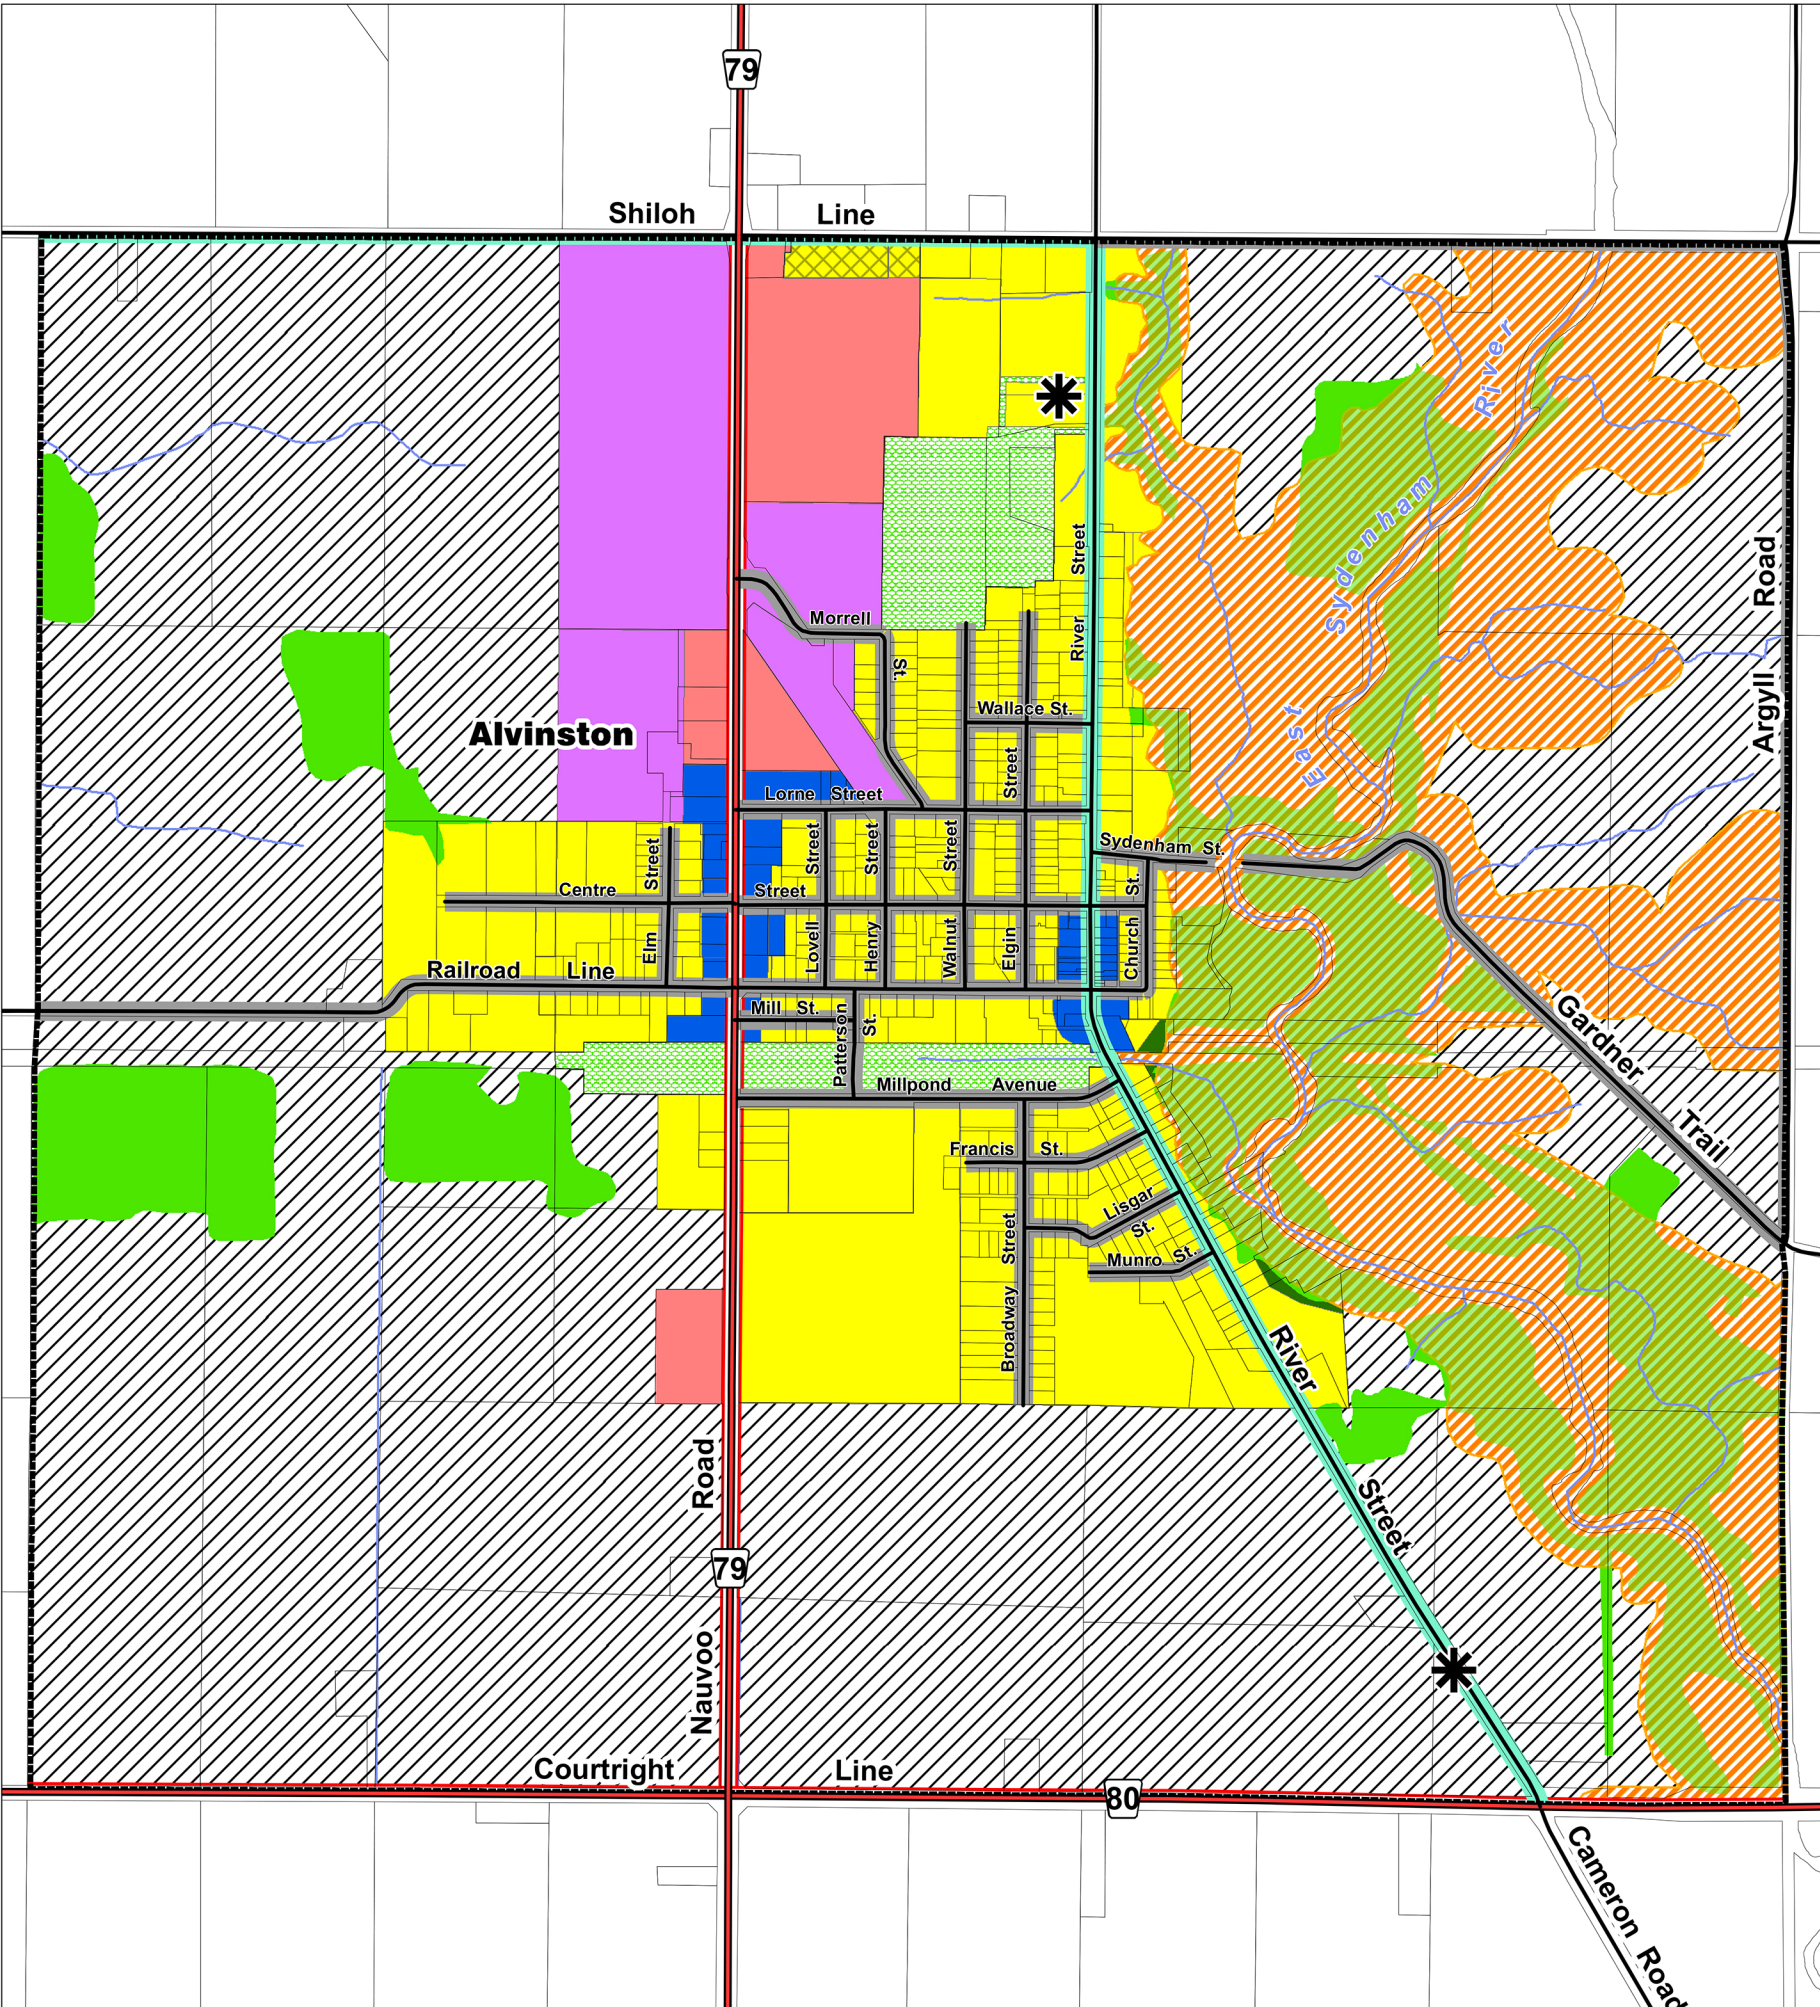 79
Shiloh Line
River
Sydenham
East
Argyll Road
River Street
Morrell
St.
Wallace St.
Alvinston
Street
Lorne Street
Street
Street
Street
Street
Sydenham St.
Centre Street
St.
Elm
Lovell
Henry
Walnut
Elgin
Church
Railroad Line
Mill St.
Patterson
St.
Gardner Trail
Millpond Avenue
Francis St.
Lisgar
St.
Broadway Street
Munro St.
River Street
Nauvoo Road
79
Courtright Line
80
Cameron Road